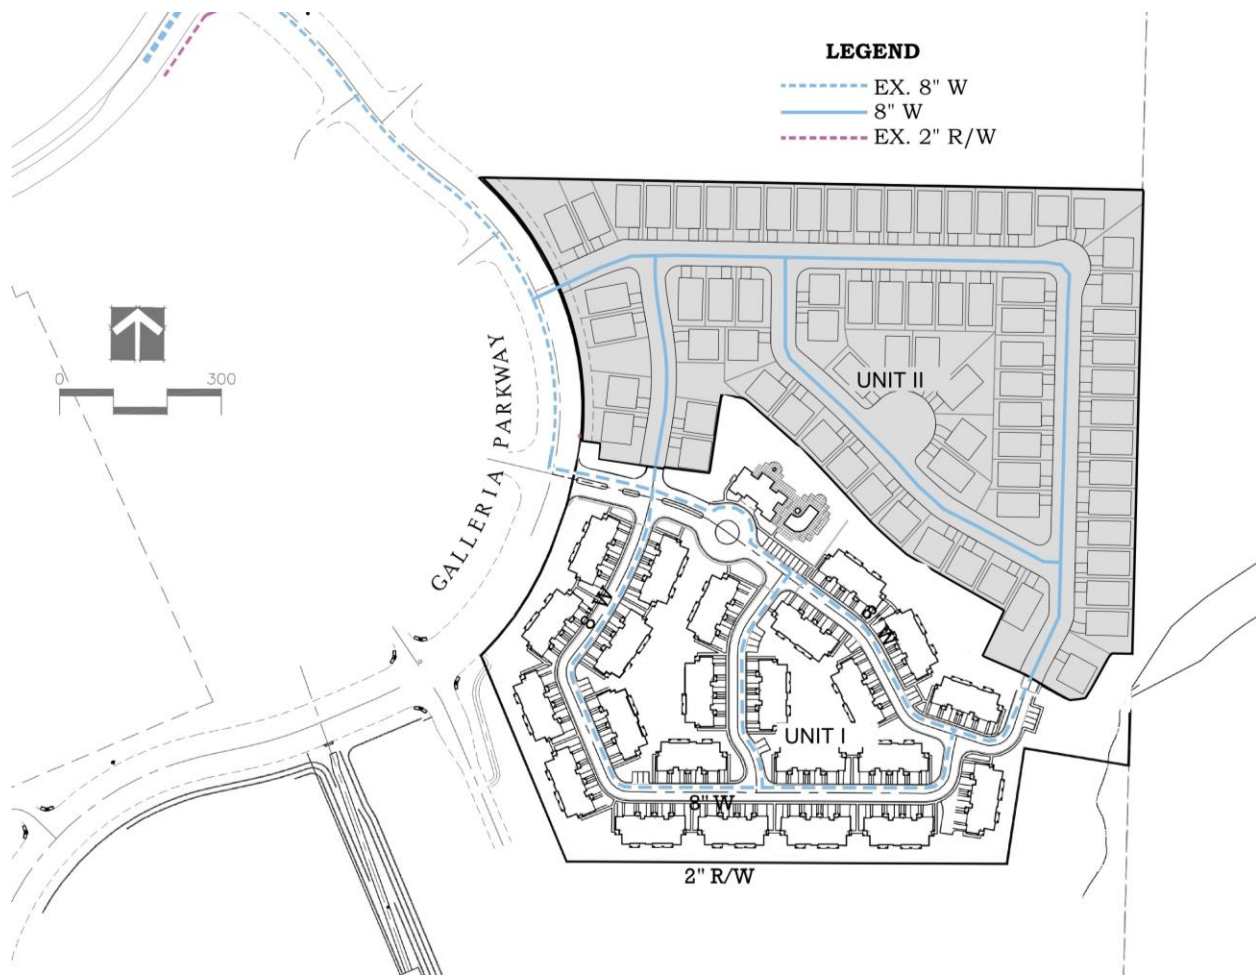 LEGEND
EX. 8" W
8" W
EX. 2" R/W
0 300
GALLERIA PARKWAY
UNIT II
8" W
8" W
UNIT I
8" W
2" R/W